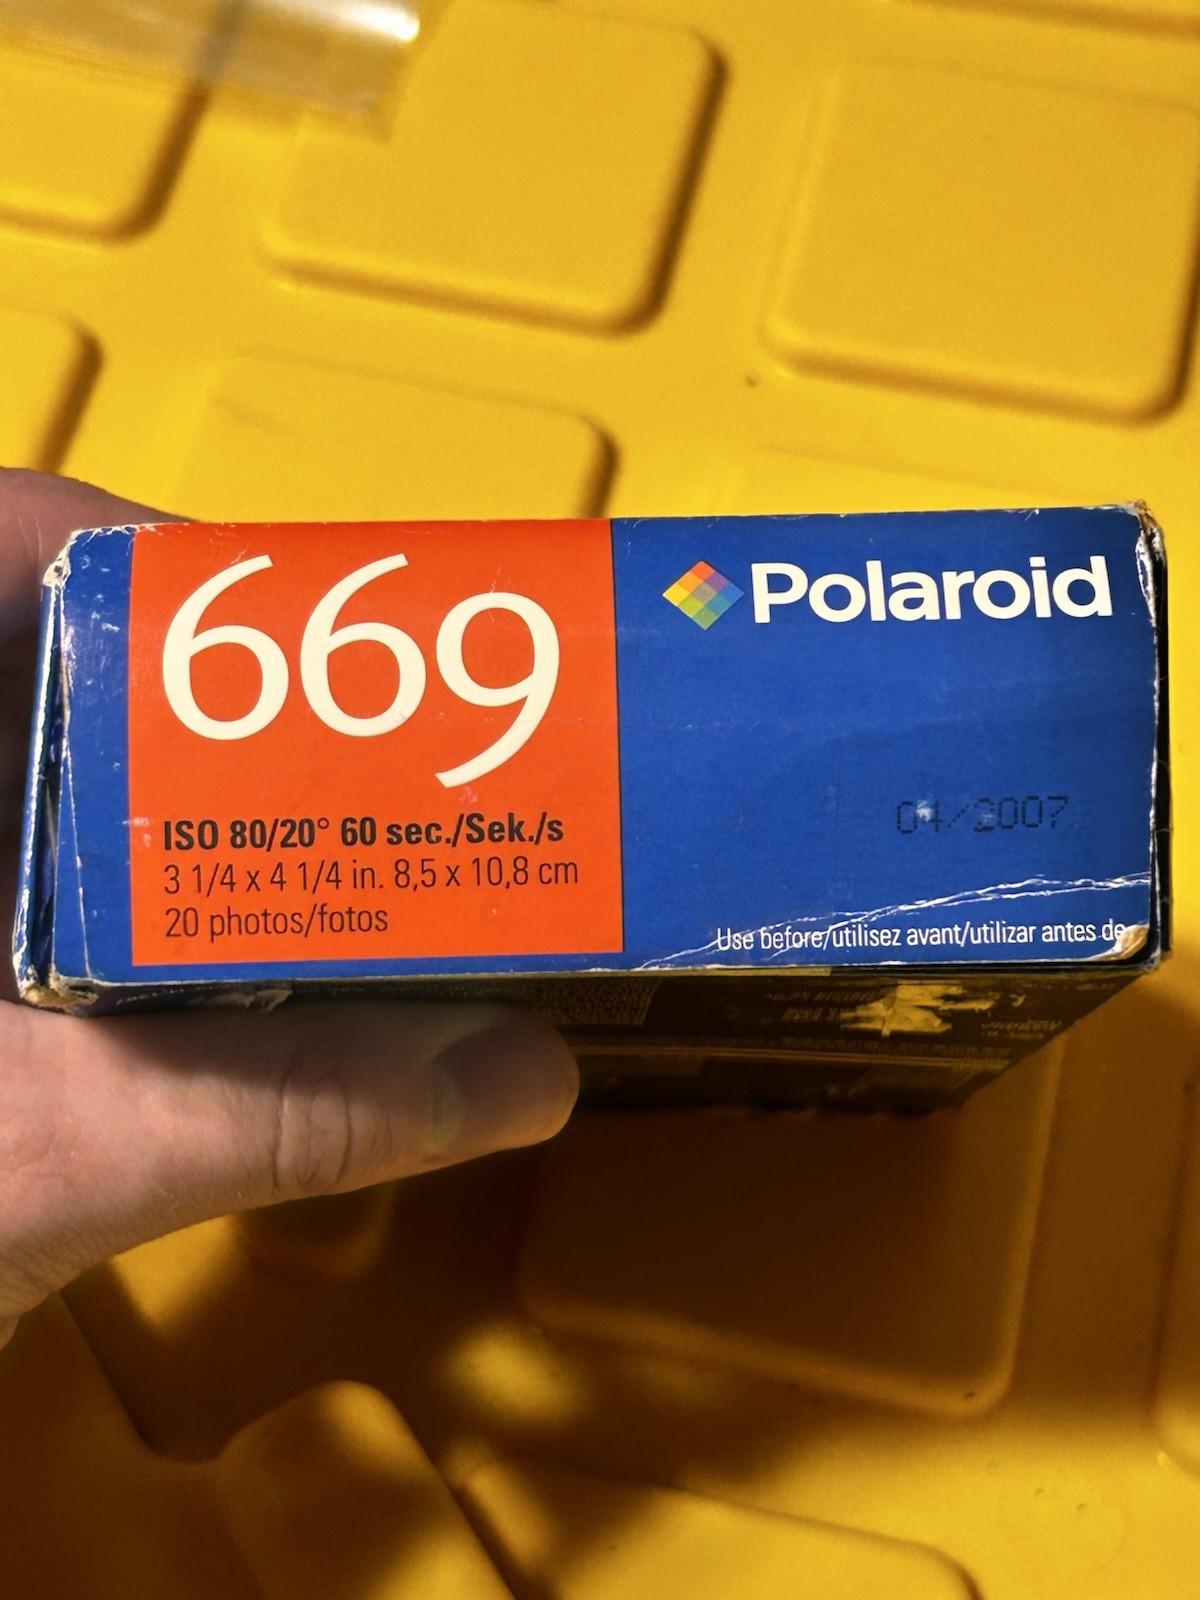 669
ISO 80/20° 60 sec./Sek./s
3 1/4 x 4 1/4 in. 8,5 x 10,8 cm
20 photos/fotos
Polaroid
04/2007
Use before/utilisez avant/utilizar antes de